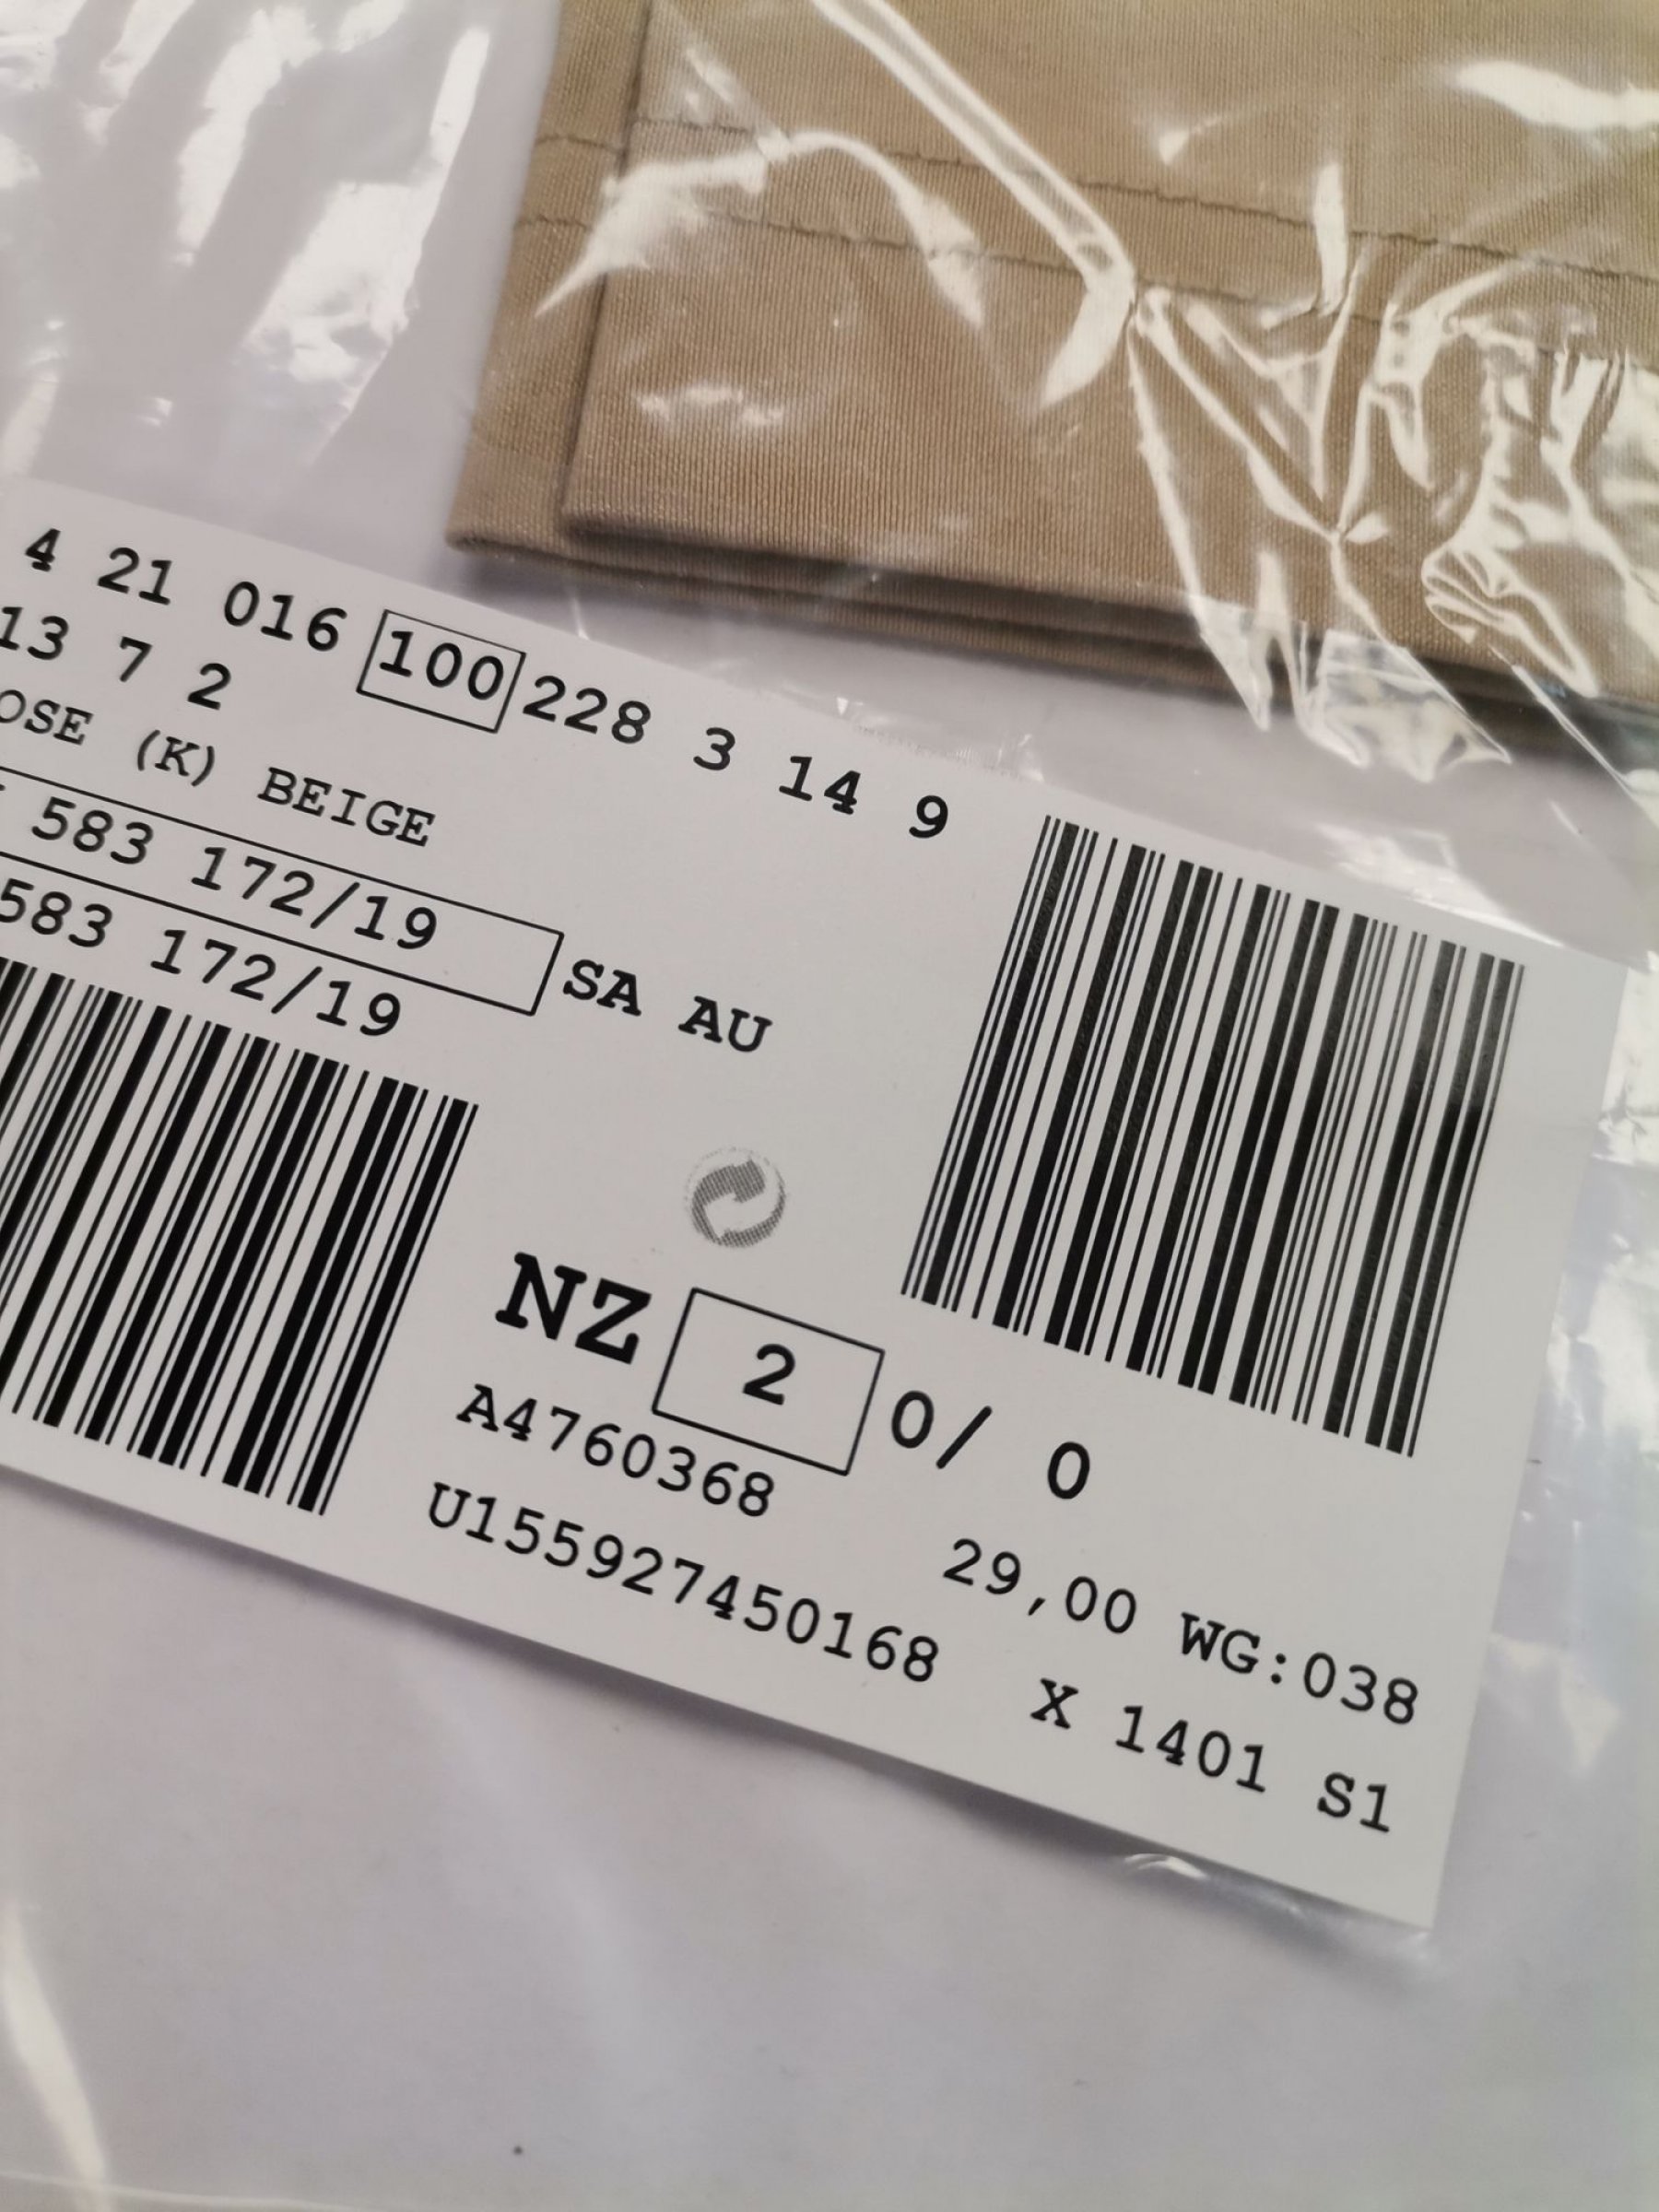 4 21 016 100 228 3 14 9
13 7 2
OSE (K) BEIGE
583 172/19
583 172/19 SA AU
NZ 2 0/ 0
A4760368
29,00 WG:038
U155927450168 X 1401 S1